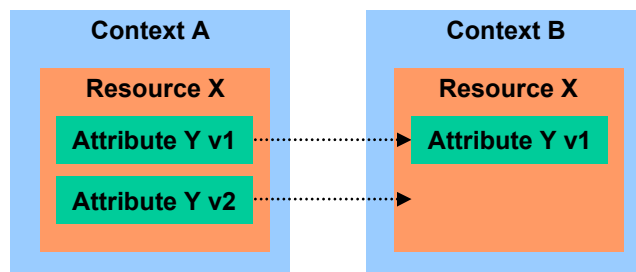 Context A
Context B
Resource X
Resource X
Attribute Y v1
Attribute Y v1
Attribute Y v2